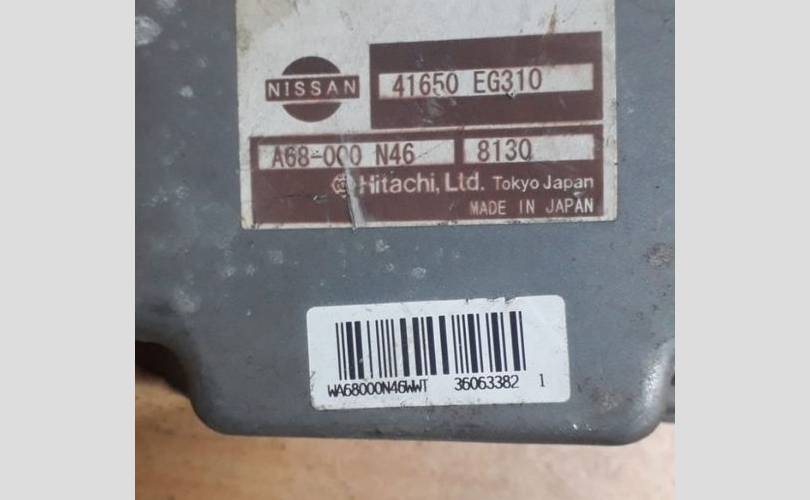 NISSAN
41650 EG310
A68-000 N46 8130
Hitachi, Ltd. Tokyo Japan
MADE IN JAPAN
WA68000N46WWT 36063382 1